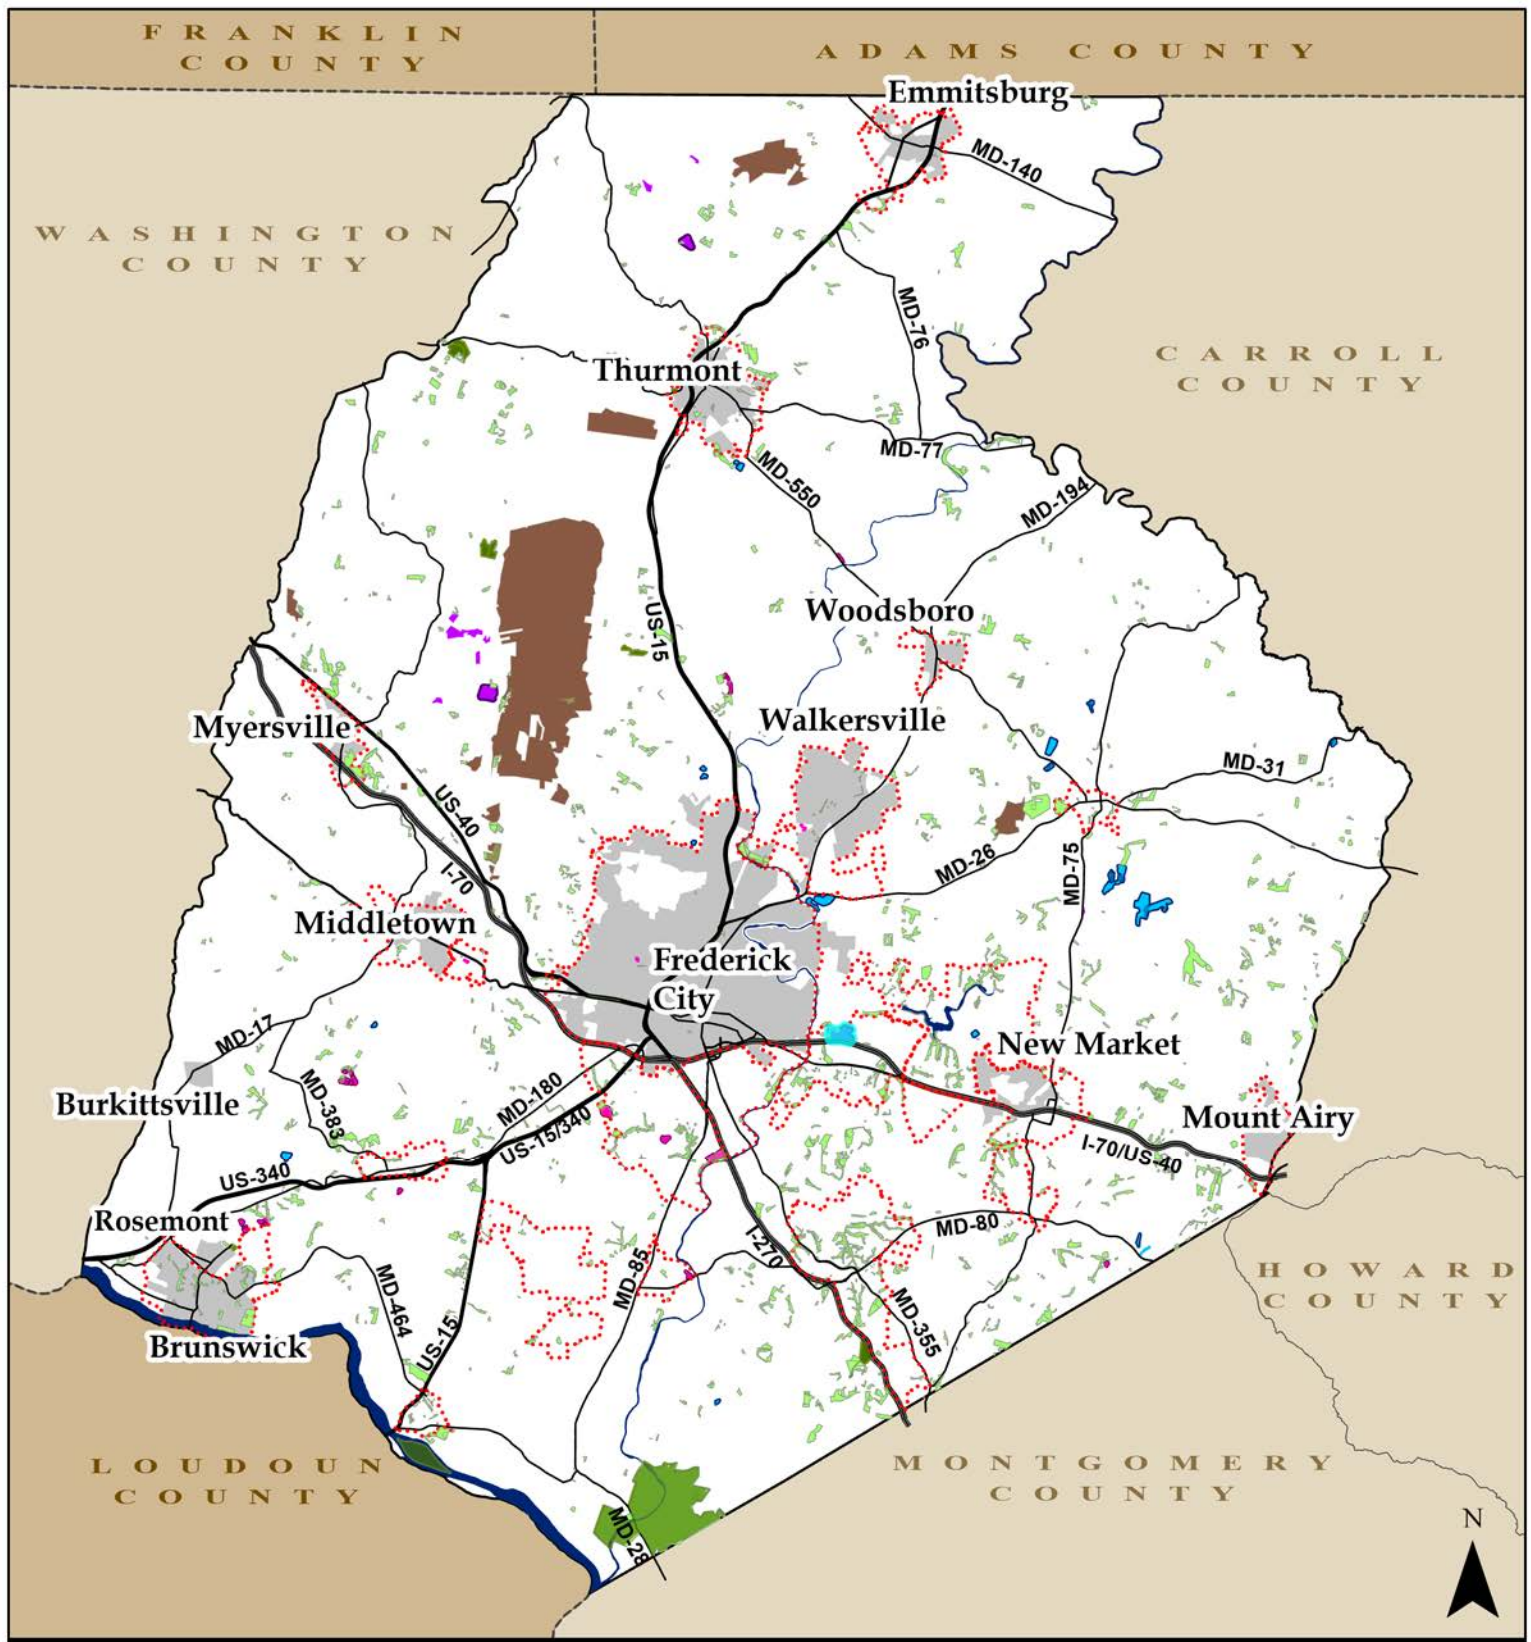 FRANKLIN
COUNTY
ADAMS COUNTY
Emmitsburg
MD-140
WASHINGTON
COUNTY
MD-76
CARROLL
COUNTY
Thurmont
MD-77
MD-550
MD-194
Woodsboro
US-15
Myersville
Walkersville
MD-31
US-40
I-70
MD-26
MD-75
Middletown
Frederick
City
MD-17
New Market
MD-180
MD-383
Burkittsville
Mount Airy
US-15/340
I-70/US-40
US-340
Rosemont
MD-80
I-270
MD-85
HOWARD
COUNTY
MD-464
MD-355
US-15
Brunswick
LOUDOUN
COUNTY
MONTGOMERY
COUNTY
MD-28
N